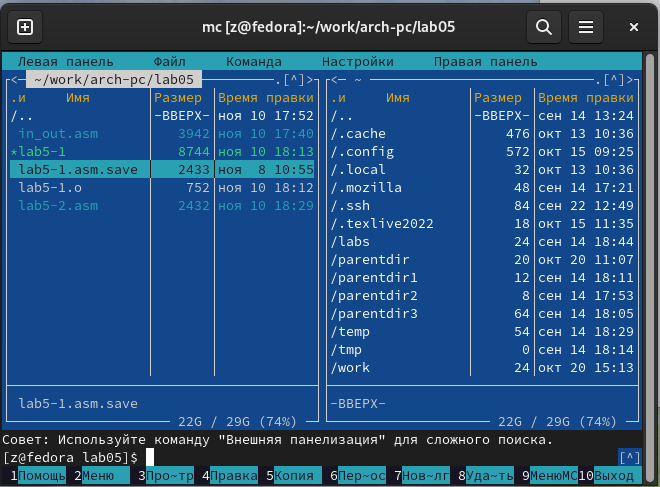 mc [z@fedora]:~/work/arch-pc/lab05
Левая панель Файл Команда Настройки Правая панель
<— ~/work/arch-pc/lab05 .[^]> <— ~ .[^]>
.и Имя Размер Время правки .и Имя Размер Время правки
/.. -ВВЕРХ- ноя 10 17:52 /.. -ВВЕРХ- сен 14 13:24
in_out.asm 3942 ноя 10 17:40 /.cache 476 окт 13 10:36
*lab5-1 8744 ноя 10 18:13 /.config 572 окт 15 09:25
lab5-1.asm.save 2433 ноя 8 10:55 /.local 32 окт 13 10:36
lab5-1.o 752 ноя 10 18:12 /.mozilla 48 сен 14 17:21
lab5-2.asm 2432 ноя 10 18:29 /.ssh 84 сен 22 12:49
/.texlive2022 18 окт 15 11:35
/labs 24 сен 14 18:44
/parentdir 20 окт 20 11:07
/parentdir1 12 сен 14 18:11
/parentdir2 8 сен 14 17:53
/parentdir3 64 сен 14 18:05
/temp 54 сен 14 18:29
/tmp 0 сен 14 18:14
/work 24 окт 20 15:13
lab5-1.asm.save -ВВЕРХ-
22G / 29G (74%) 22G / 29G (74%)
Совет: Используйте команду "Внешняя панелизация" для сложного поиска.
[z@fedora lab05]$ [^]
1Помощь 2Меню 3Про~тр 4Правка 5Копия 6Пер~ос 7Нов~лг 8Уда~ть 9МенюMC 10Выход